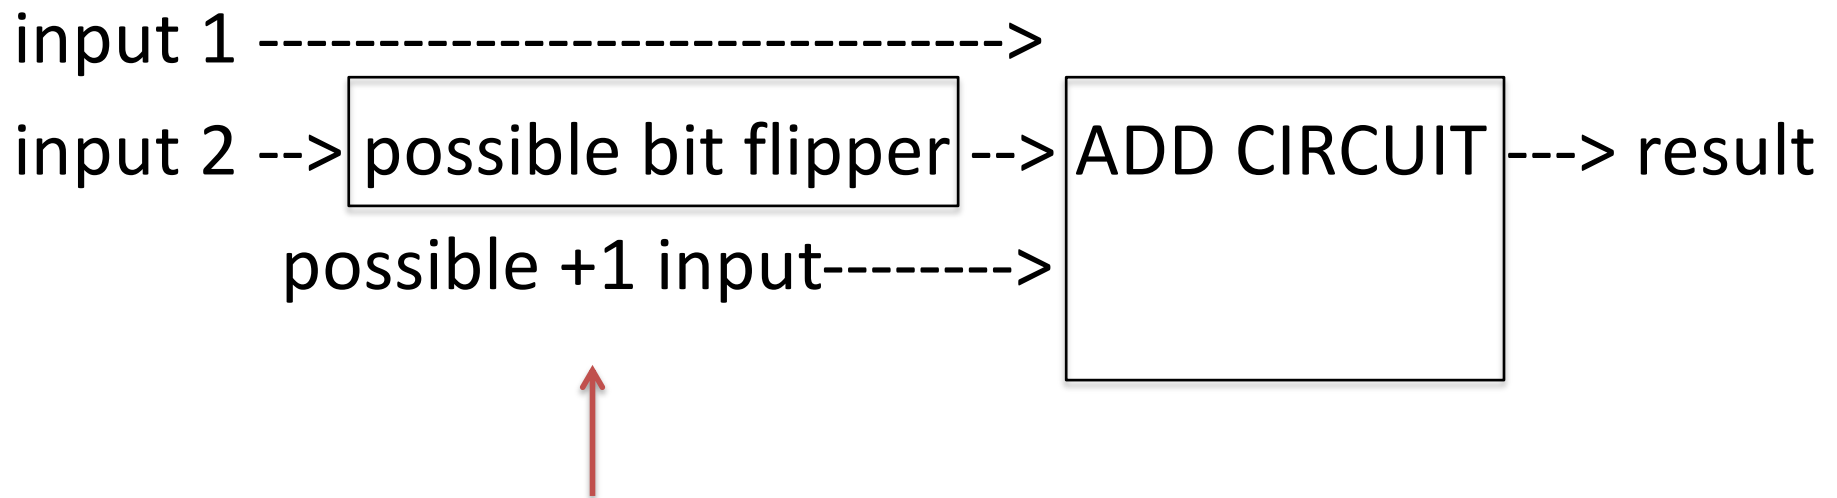 input 1 ------------------------------->
input 2 --> possible bit flipper --> ADD CIRCUIT ---> result
possible +1 input-------->